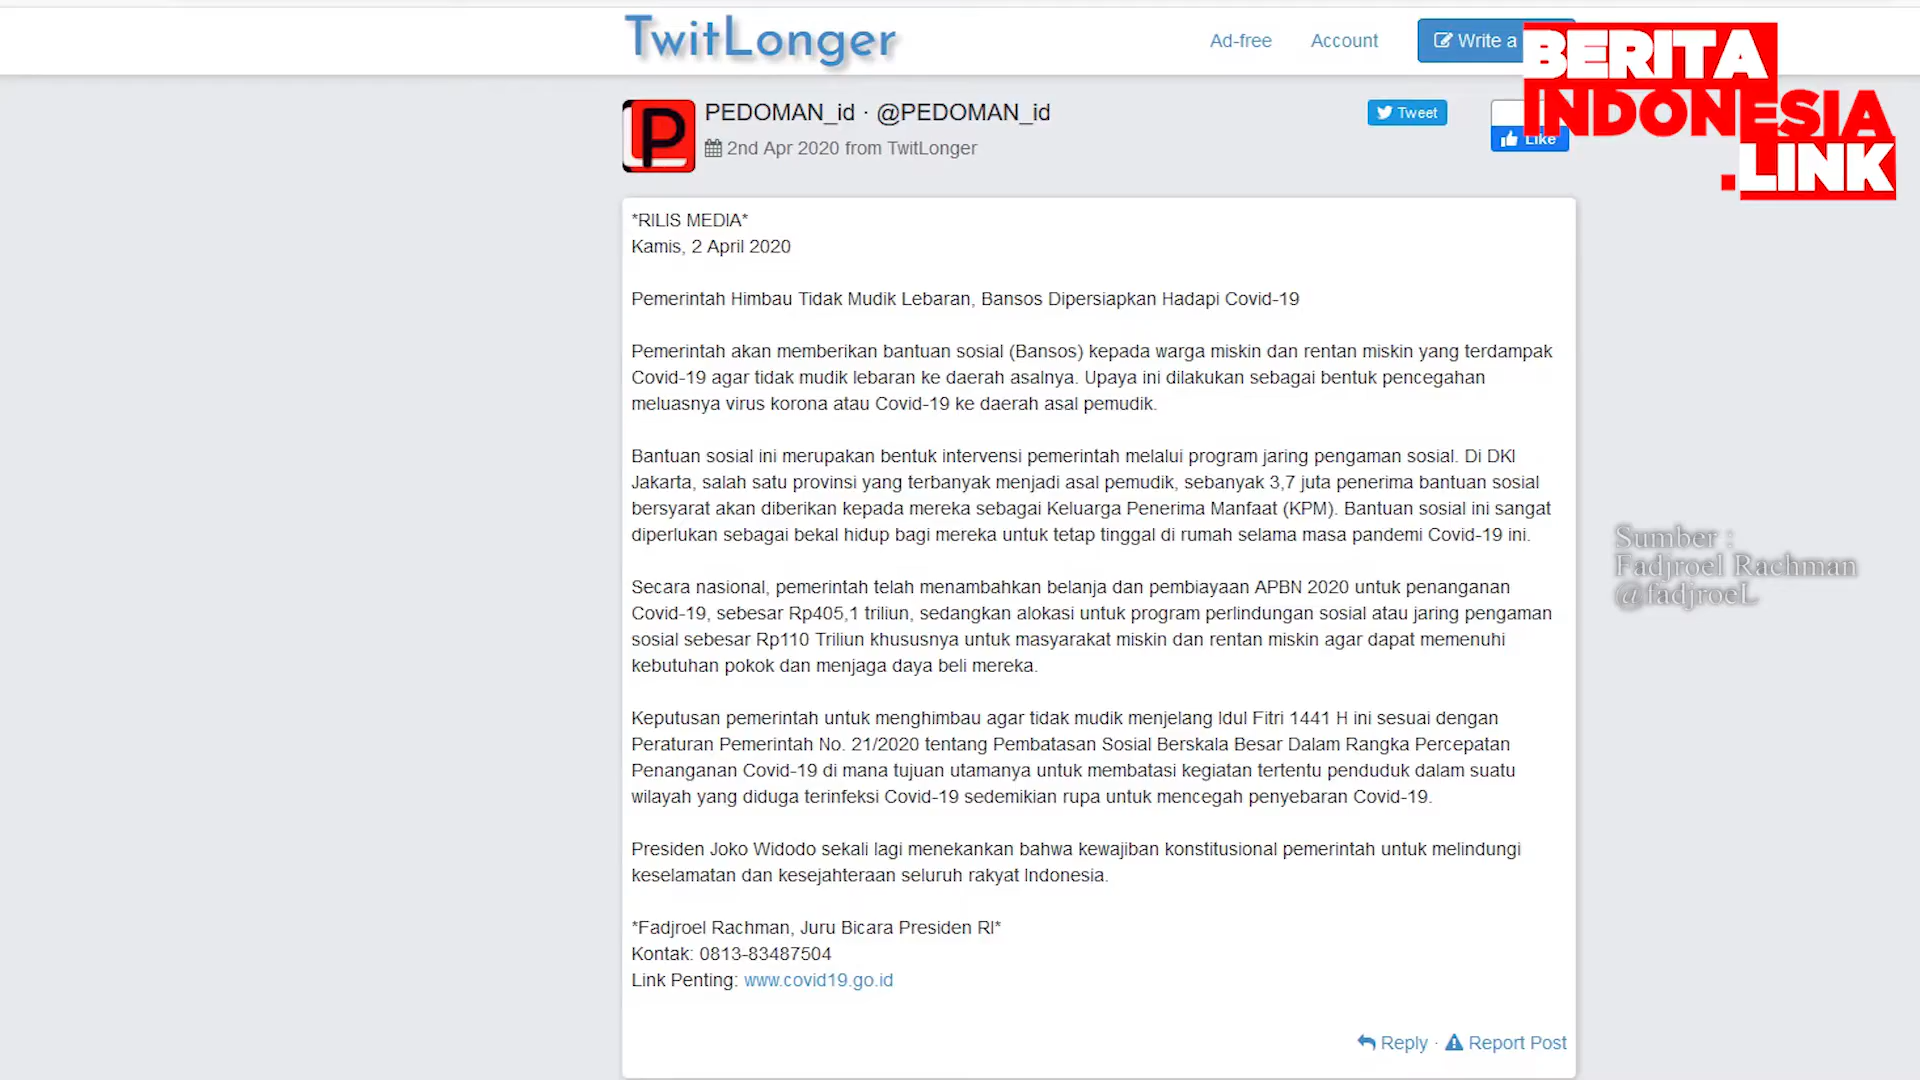 TwitLonger
Ad-free
Account
Write a
BERITA
INDONESIA
.LINK
PEDOMAN_id · @PEDOMAN_id
2nd Apr 2020 from TwitLonger
Tweet
Like
*RILIS MEDIA*
Kamis, 2 April 2020
Pemerintah Himbau Tidak Mudik Lebaran, Bansos Dipersiapkan Hadapi Covid-19
Pemerintah akan memberikan bantuan sosial (Bansos) kepada warga miskin dan rentan miskin yang terdampak
Covid-19 agar tidak mudik lebaran ke daerah asalnya. Upaya ini dilakukan sebagai bentuk pencegahan
meluasnya virus korona atau Covid-19 ke daerah asal pemudik.
Bantuan sosial ini merupakan bentuk intervensi pemerintah melalui program jaring pengaman sosial. Di DKI
Jakarta, salah satu provinsi yang terbanyak menjadi asal pemudik, sebanyak 3,7 juta penerima bantuan sosial
bersyarat akan diberikan kepada mereka sebagai Keluarga Penerima Manfaat (KPM). Bantuan sosial ini sangat
diperlukan sebagai bekal hidup bagi mereka untuk tetap tinggal di rumah selama masa pandemi Covid-19 ini.
Secara nasional, pemerintah telah menambahkan belanja dan pembiayaan APBN 2020 untuk penanganan
Covid-19, sebesar Rp405,1 triliun, sedangkan alokasi untuk program perlindungan sosial atau jaring pengaman
sosial sebesar Rp110 Triliun khususnya untuk masyarakat miskin dan rentan miskin agar dapat memenuhi
kebutuhan pokok dan menjaga daya beli mereka.
Keputusan pemerintah untuk menghimbau agar tidak mudik menjelang Idul Fitri 1441 H ini sesuai dengan
Peraturan Pemerintah No. 21/2020 tentang Pembatasan Sosial Berskala Besar Dalam Rangka Percepatan
Penanganan Covid-19 di mana tujuan utamanya untuk membatasi kegiatan tertentu penduduk dalam suatu
wilayah yang diduga terinfeksi Covid-19 sedemikian rupa untuk mencegah penyebaran Covid-19.
Presiden Joko Widodo sekali lagi menekankan bahwa kewajiban konstitusional pemerintah untuk melindungi
keselamatan dan kesejahteraan seluruh rakyat Indonesia.
*Fadjroel Rachman, Juru Bicara Presiden RI*
Kontak: 0813-83487504
Link Penting: www.covid19.go.id
Reply · Report Post
Sumber :
Fadjroel Rachman
@fadjroeL